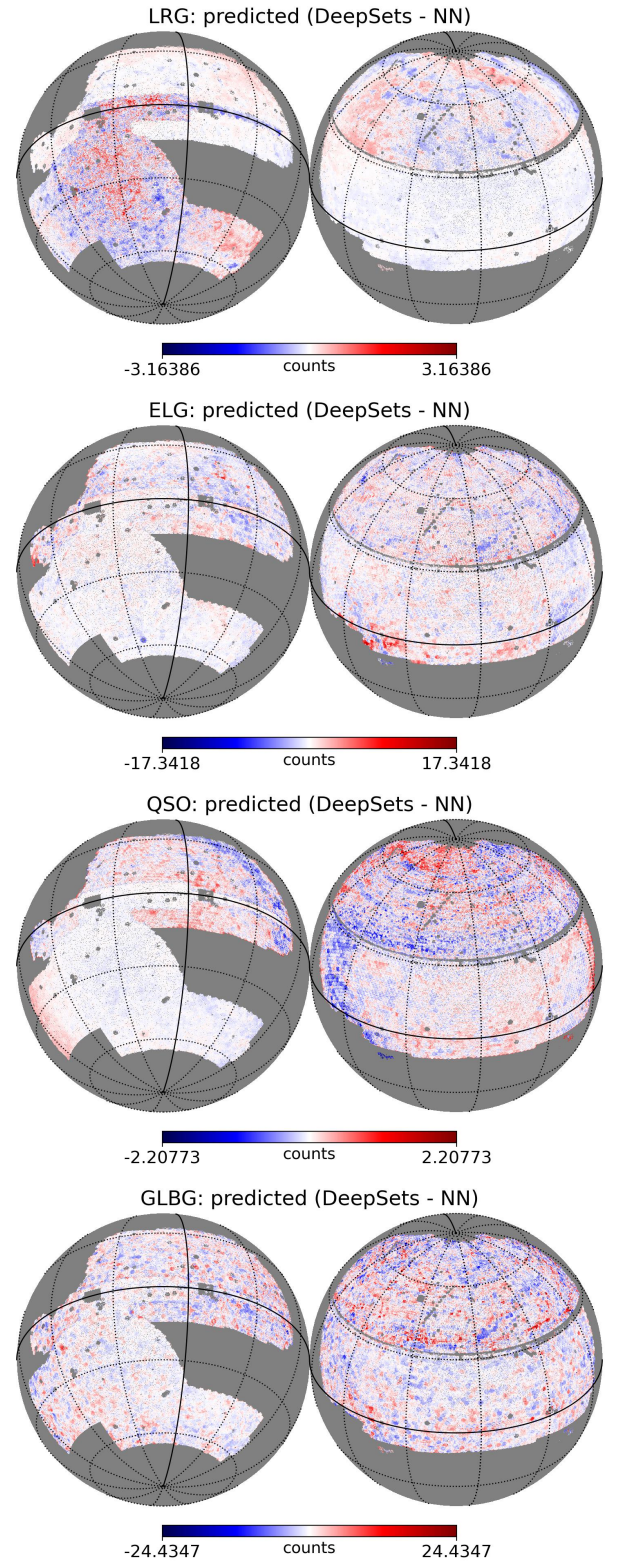 LRG: predicted (DeepSets - NN)
-3.16386 counts 3.16386
ELG: predicted (DeepSets - NN)
-17.3418 counts 17.3418
QSO: predicted (DeepSets - NN)
-2.20773 counts 2.20773
GLBG: predicted (DeepSets - NN)
-24.4347 counts 24.4347